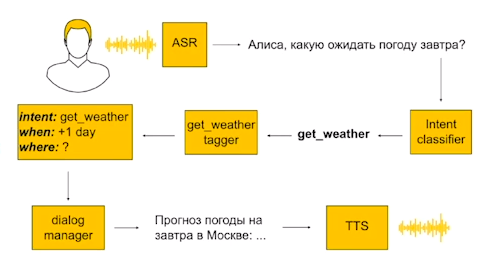 ASR
Алиса, какую ожидать погоду завтра?
Intent
classifier
get_weather
get_weather
tagger
intent: get_weather
when: +1 day
where: ?
dialog
manager
Прогноз погоды на
завтра в Москве: ...
TTS